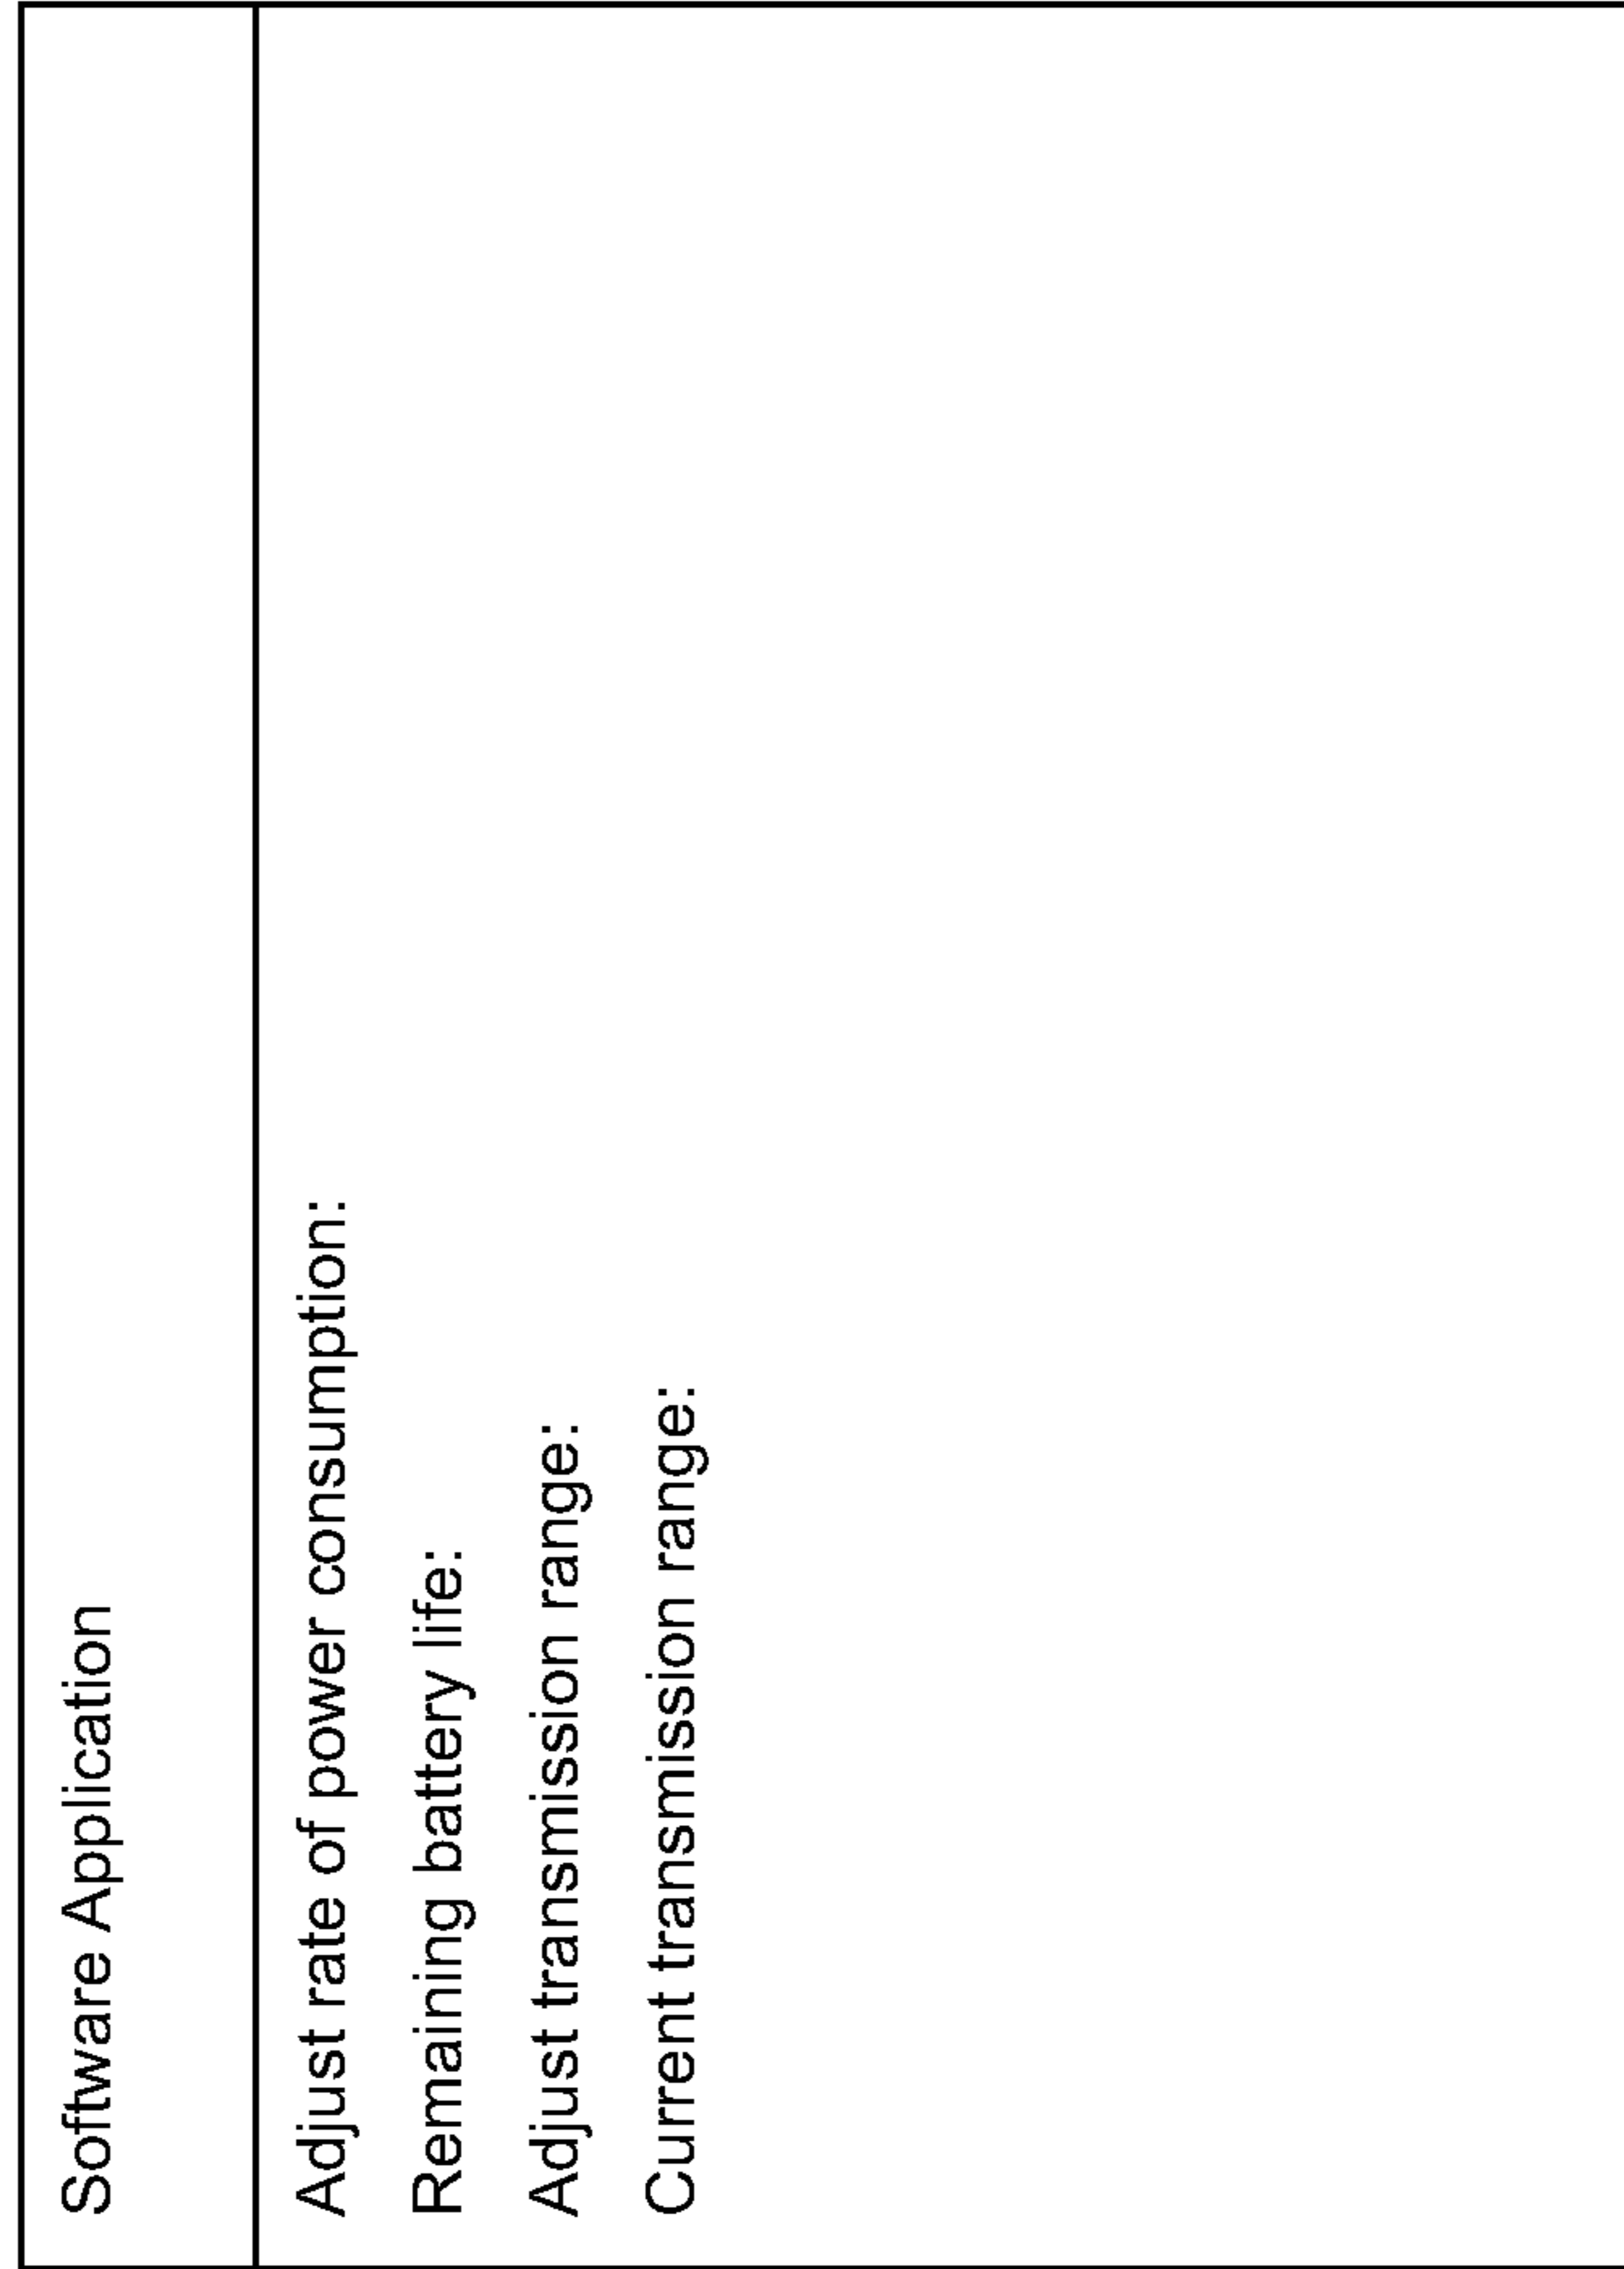 Software Application
Adjust rate of power consumption:
Remaining battery life:
Adjust transmission range:
Current transmission range: